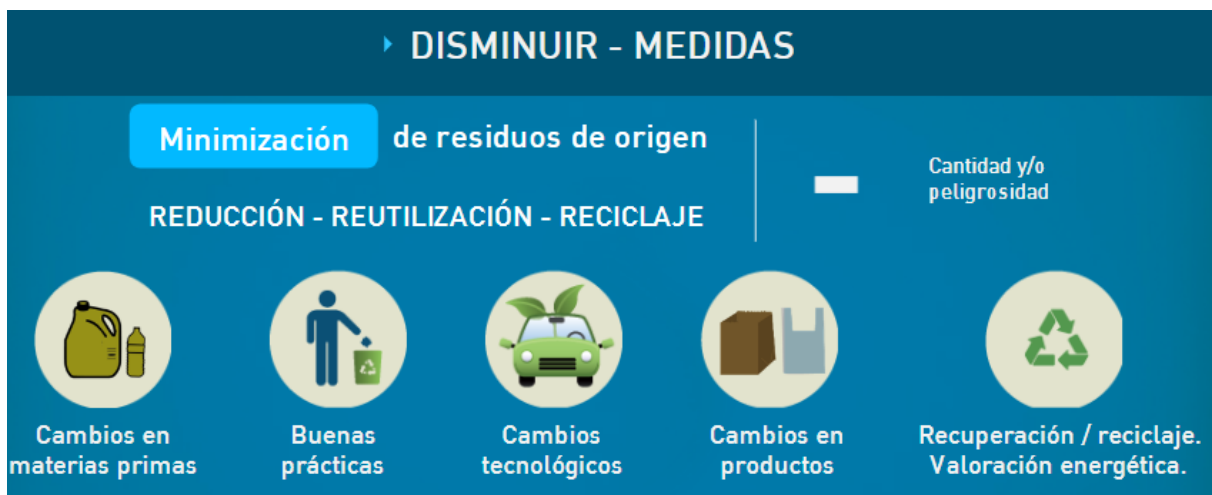 DISMINUIR - MEDIDAS
Minimización de residuos de origen
REDUCCIÓN - REUTILIZACIÓN - RECICLAJE
Cantidad y/o
peligrosidad
Cambios en
materias primas
Buenas
prácticas
Cambios
tecnológicos
Cambios en
productos
Recuperación / reciclaje.
Valoración energética.